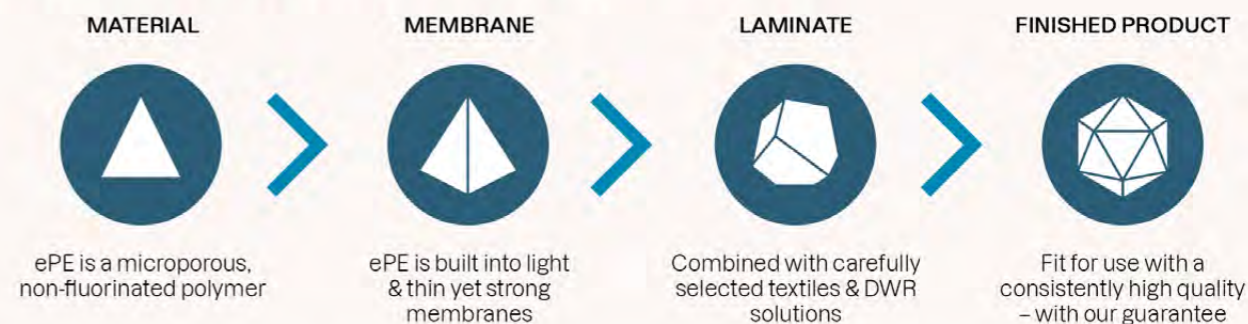 MATERIAL
ePE is a microporous,
non-fluorinated polymer
MEMBRANE
ePE is built into light
& thin yet strong
membranes
LAMINATE
Combined with carefully
selected textiles & DWR
solutions
FINISHED PRODUCT
Fit for use with a
consistently high quality
– with our guarantee